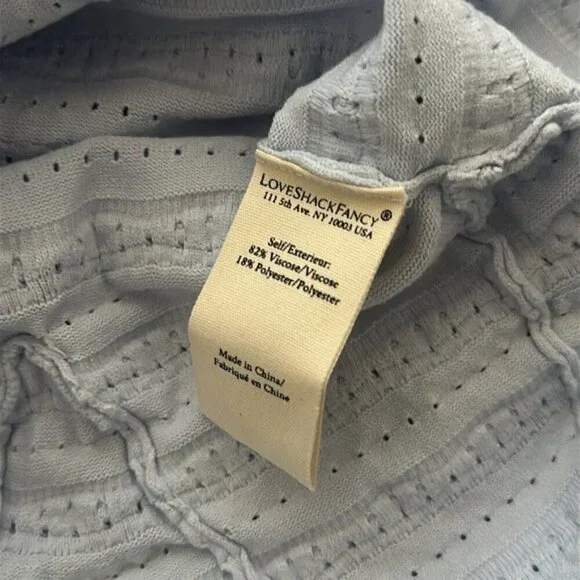 LOVESHACKFANCY®
111 5th Ave. NY 10003 USA
Self/Exterieur:
82% Viscose/Viscose
18% Polyester/Polyester
Made in China/
Fabriqué en Chine